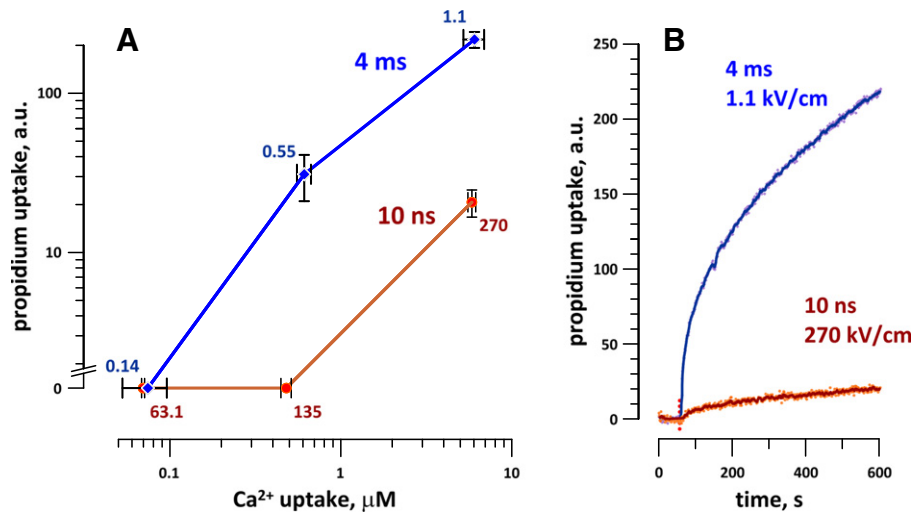 A
1.1
4 ms
100
0.55
10 ns
270
10
0.14
0
63.1
135
0.1
1
10
propidium uptake, a.u.
Ca²⁺ uptake, μM
B
250
4 ms
1.1 kV/cm
200
150
100
10 ns
270 kV/cm
50
0
0
200
400
600
propidium uptake, a.u.
time, s